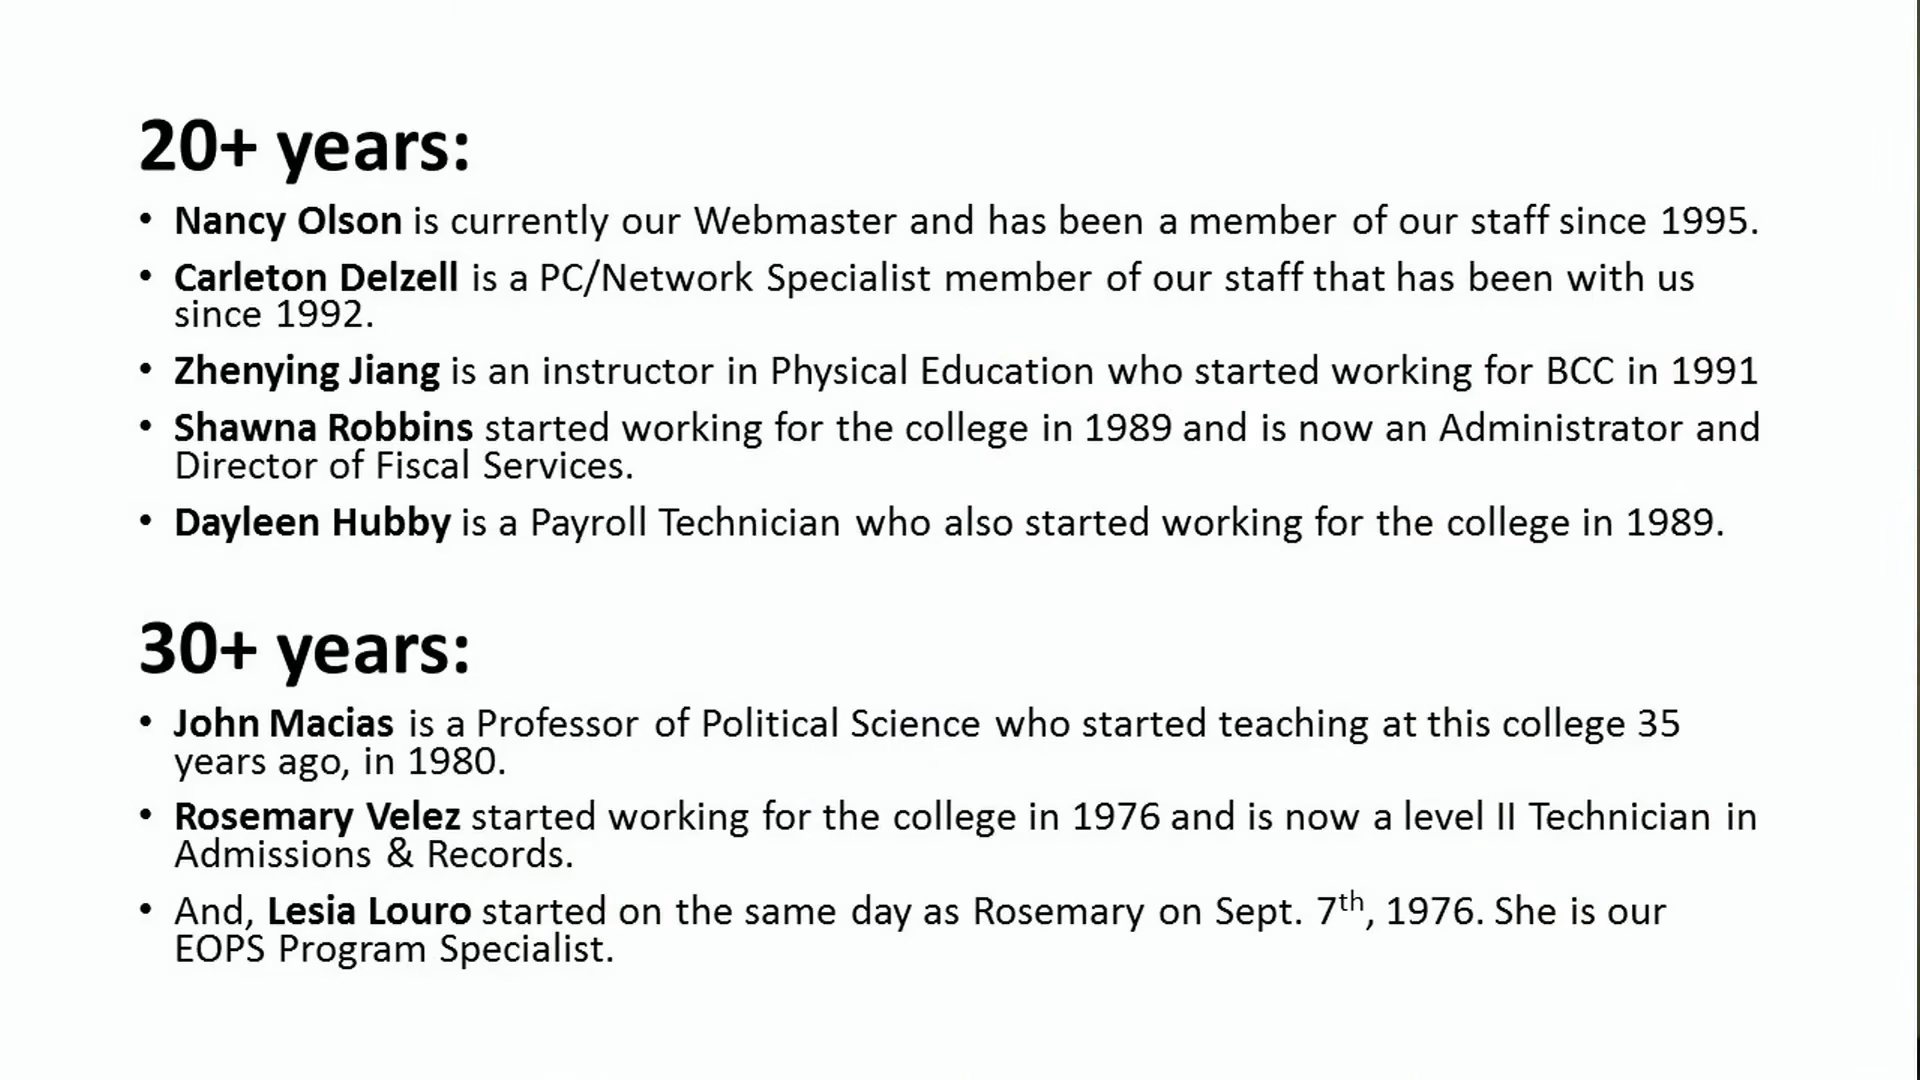 20+ years:
• Nancy Olson is currently our Webmaster and has been a member of our staff since 1995.
• Carleton Delzell is a PC/Network Specialist member of our staff that has been with us
since 1992.
• Zhenying Jiang is an instructor in Physical Education who started working for BCC in 1991
• Shawna Robbins started working for the college in 1989 and is now an Administrator and
Director of Fiscal Services.
• Dayleen Hubby is a Payroll Technician who also started working for the college in 1989.
30+ years:
• John Macias is a Professor of Political Science who started teaching at this college 35
years ago, in 1980.
• Rosemary Velez started working for the college in 1976 and is now a level II Technician in
Admissions & Records.
• And, Lesia Louro started on the same day as Rosemary on Sept. 7th, 1976. She is our
EOPS Program Specialist.